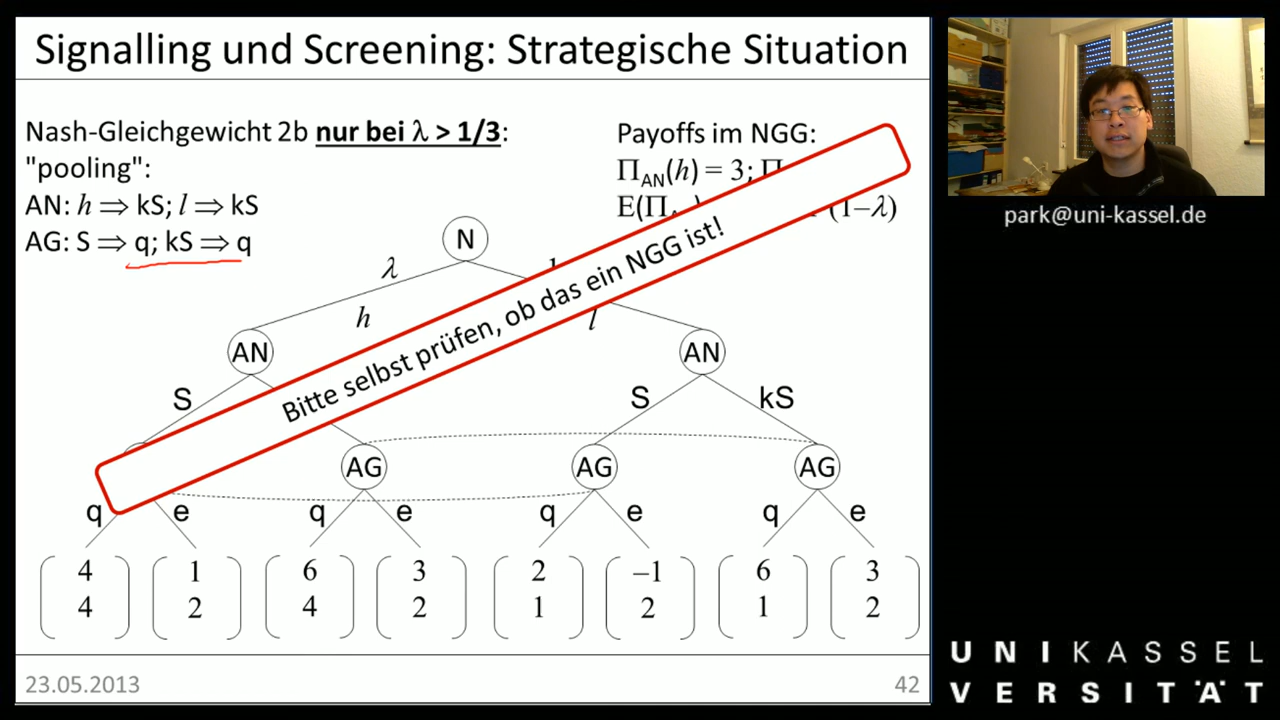 Signalling und Screening: Strategische Situation
Nash-Gleichgewicht 2b nur bei λ > 1/3:
"pooling":
AN: h ⇒ kS; l ⇒ kS
AG: S ⇒ q; kS ⇒ q
Payoffs im NGG:
Π_AN(h) = 3; Π
E(Π (1–λ)
park@uni-kassel.de
Bitte selbst prüfen, ob das ein NGG ist!
N
λ
h l
AN AN
S S kS
AG AG AG
q e q e q e q e
4 1 6 3 2 –1 6 3
4 2 4 2 1 2 1 2
23.05.2013 42
UNIKASSEL
VERSITÄT